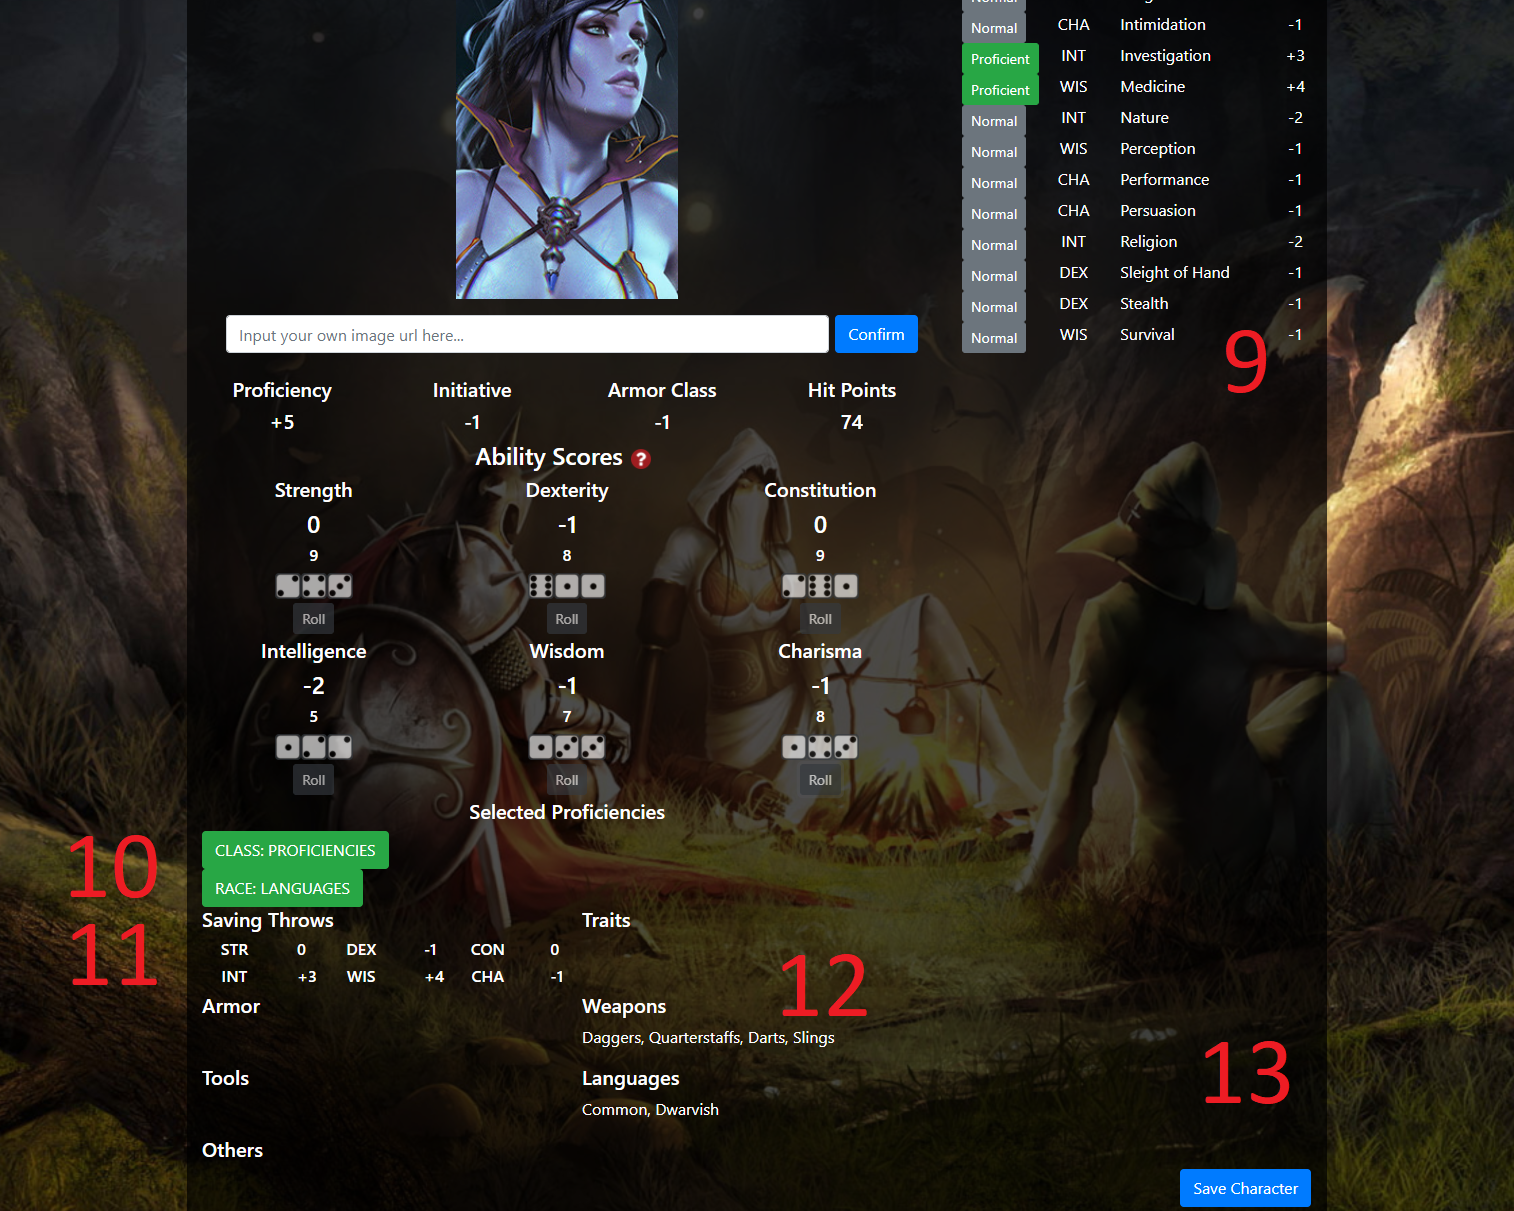 Normal CHA Intimidation -1
Proficient INT Investigation +3
Proficient WIS Medicine +4
Normal INT Nature -2
Normal WIS Perception -1
Normal CHA Performance -1
Normal CHA Persuasion -1
Normal INT Religion -2
Normal DEX Sleight of Hand -1
Normal DEX Stealth -1
Normal WIS Survival -1
9
Input your own image url here... Confirm
Proficiency Initiative Armor Class Hit Points
+5 -1 -1 74
Ability Scores ?
Strength Dexterity Constitution
0 -1 0
9 8 9
Roll Roll Roll
Intelligence Wisdom Charisma
-2 -1 -1
5 7 8
Roll Roll Roll
Selected Proficiencies
10
CLASS: PROFICIENCIES
RACE: LANGUAGES
11
Saving Throws
STR 0 DEX -1 CON 0
INT +3 WIS +4 CHA -1
Traits
12
Armor
Weapons
Daggers, Quarterstaffs, Darts, Slings
Tools
Languages
Common, Dwarvish
13
Others
Save Character